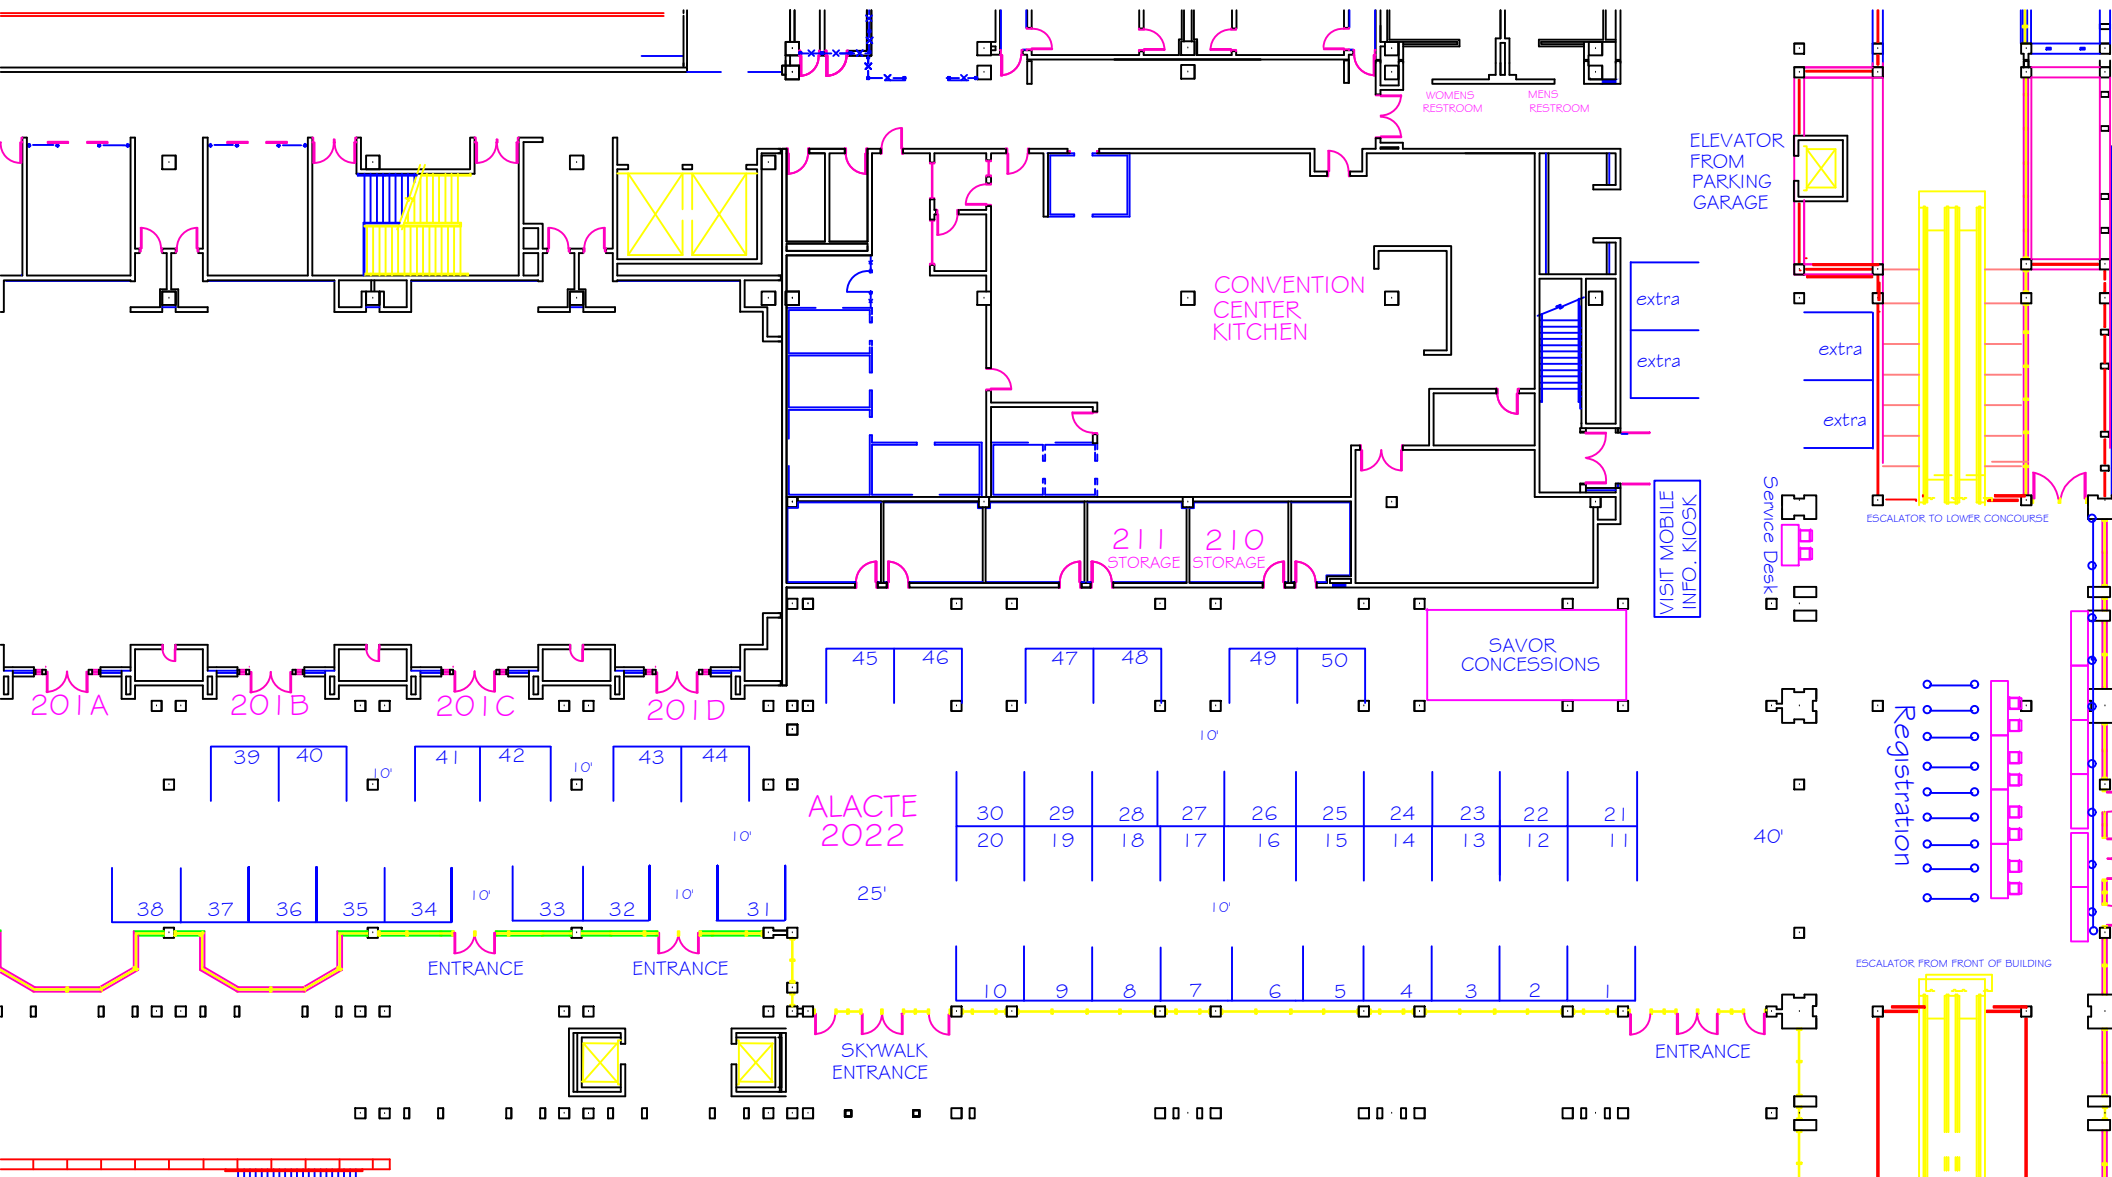 WOMENS
RESTROOM
MENS
RESTROOM
ELEVATOR
FROM
PARKING
GARAGE
CONVENTION
CENTER
KITCHEN
extra
extra
extra
extra
ESCALATOR TO LOWER CONCOURSE
Service Desk
VISIT MOBILE
INFO. KIOSK
211
STORAGE
210
STORAGE
SAVOR
CONCESSIONS
45
46
47
48
49
50
201A
201B
201C
201D
Registration
10'
39
40
10'
41
42
10'
43
44
ALACTE
2022
10'
30
29
28
27
26
25
24
23
22
21
20
19
18
17
16
15
14
13
12
11
40'
25'
10'
38
37
36
35
34
10'
33
32
10'
31
ENTRANCE
ENTRANCE
ESCALATOR FROM FRONT OF BUILDING
10
9
8
7
6
5
4
3
2
1
SKYWALK
ENTRANCE
ENTRANCE